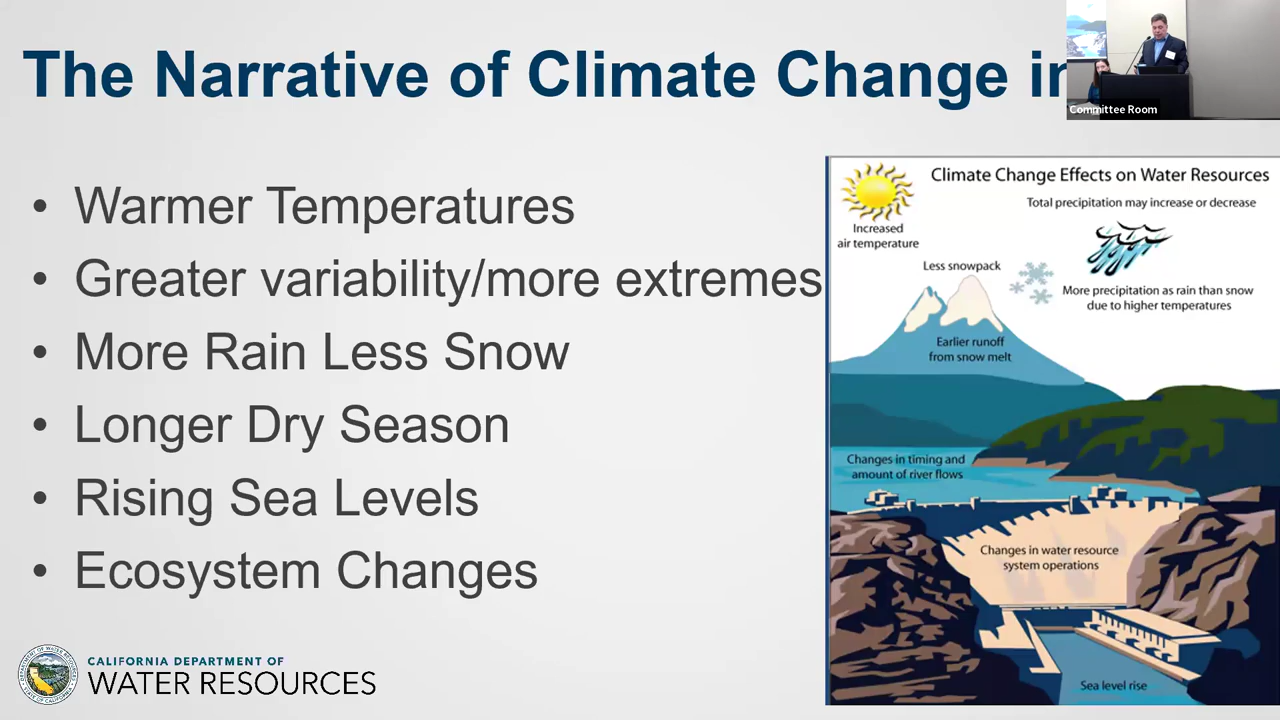 The Narrative of Climate Change in
Committee Room
• Warmer Temperatures
• Greater variability/more extremes
• More Rain Less Snow
• Longer Dry Season
• Rising Sea Levels
• Ecosystem Changes
Climate Change Effects on Water Resources
Total precipitation may increase or decrease
Increased
air temperature
Less snowpack
More precipitation as rain than snow
due to higher temperatures
Earlier runoff
from snow melt
Changes in timing and
amount of river flows
Changes in water resource
system operations
Sea level rise
CALIFORNIA DEPARTMENT OF
WATER RESOURCES